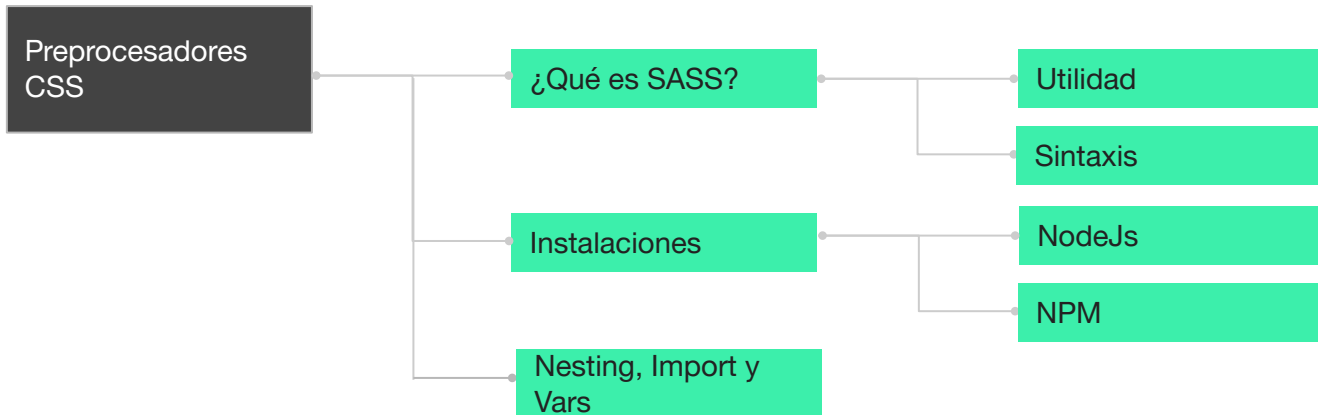 Preprocesadores
CSS
¿Qué es SASS?
Utilidad
Sintaxis
Instalaciones
NodeJs
NPM
Nesting, Import y
Vars